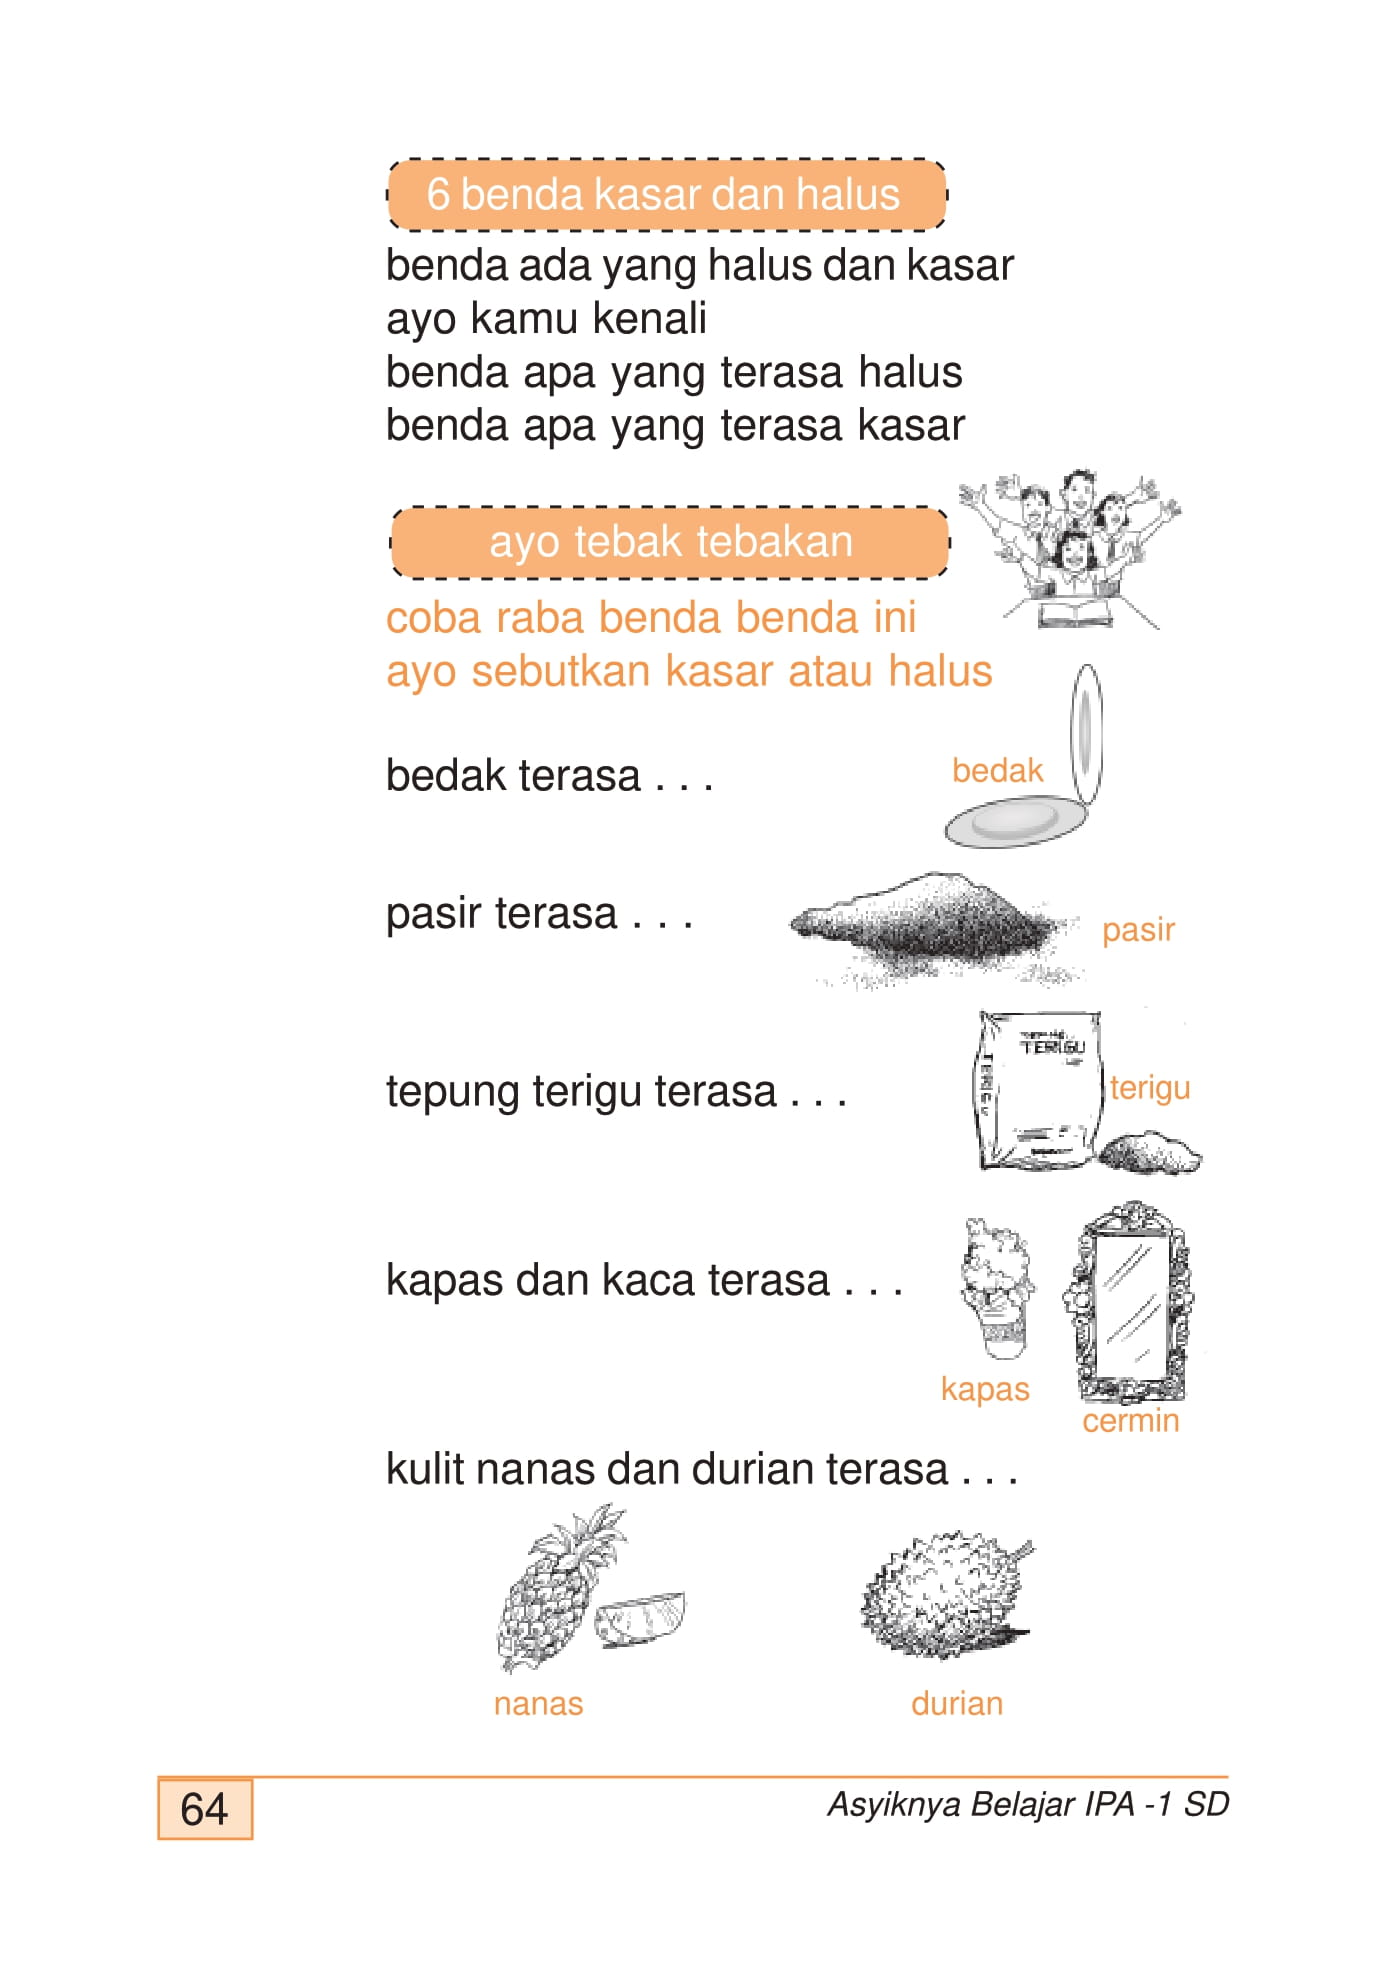 6 benda kasar dan halus
benda ada yang halus dan kasar
ayo kamu kenali
benda apa yang terasa halus
benda apa yang terasa kasar
ayo tebak tebakan
coba raba benda benda ini
ayo sebutkan kasar atau halus
bedak terasa . . .
bedak
pasir terasa . . .
pasir
TERIGU
TERIGU
tepung terigu terasa . . .
terigu
kapas dan kaca terasa . . .
kapas
cermin
kulit nanas dan durian terasa . . .
nanas
durian
64
Asyiknya Belajar IPA -1 SD